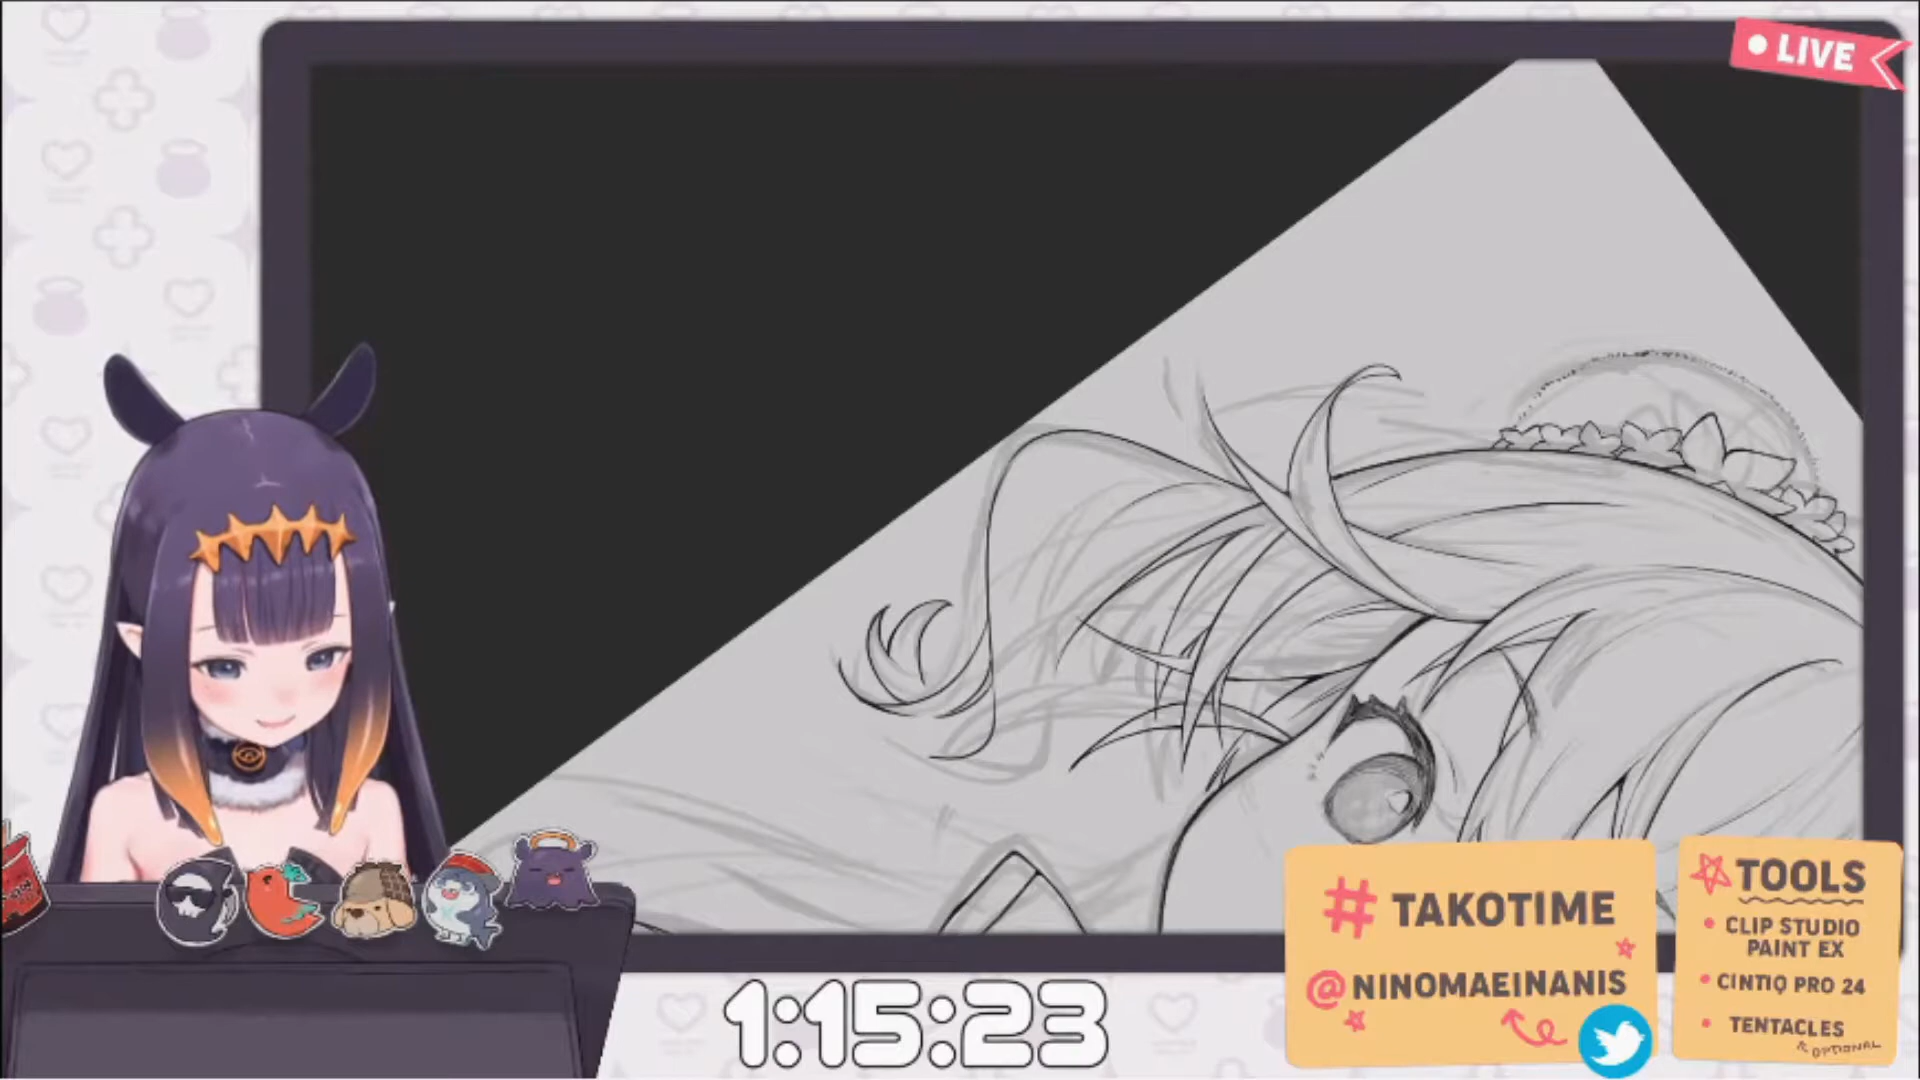 LIVE
# TAKOTIME
@NINOMAEINANIS
TOOLS
• CLIP STUDIO
PAINT EX
• CINTIQ PRO 24
• TENTACLES
OPTIONAL
1:15:23